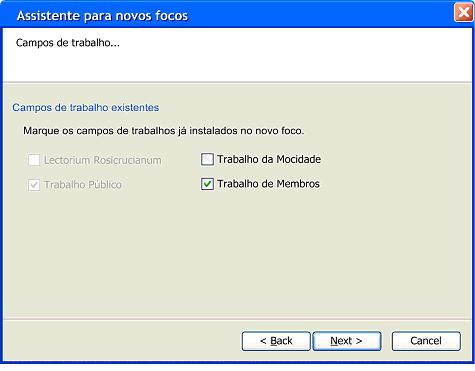 Assistente para novos focos
Campos de trabalho...
Campos de trabalho existentes
Marque os campos de trabalhos já instalados no novo foco.
Lectorium Rosicrucianum
Trabalho da Mocidade
Trabalho Público
Trabalho de Membros
< Back
Next >
Cancel